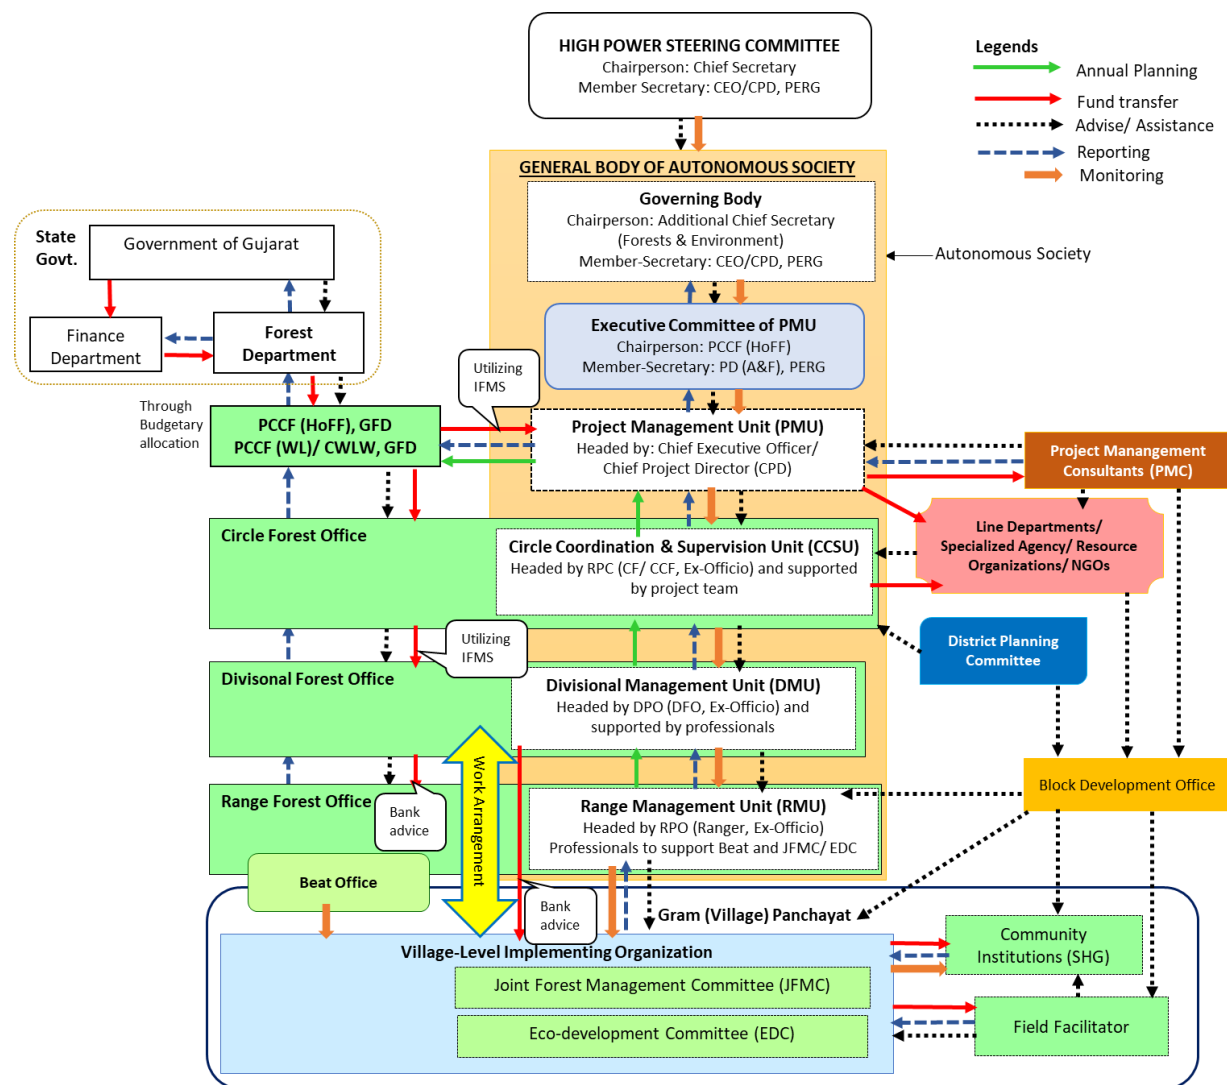 HIGH POWER STEERING COMMITTEE
Chairperson: Chief Secretary
Member Secretary: CEO/CPD, PERG
Legends
Annual Planning
Fund transfer
Advise/ Assistance
Reporting
Monitoring
GENERAL BODY OF AUTONOMOUS SOCIETY
Governing Body
Chairperson: Additional Chief Secretary
(Forests & Environment)
Member-Secretary: CEO/CPD, PERG
Autonomous Society
State
Govt.
Government of Gujarat
Finance
Department
Forest
Department
Executive Committee of PMU
Chairperson: PCCF (HoFF)
Member-Secretary: PD (A&F), PERG
Utilizing
IFMS
Through
Budgetary
allocation
PCCF (HoFF), GFD
PCCF (WL)/ CWLW, GFD
Project Management Unit (PMU)
Headed by: Chief Executive Officer/
Chief Project Director (CPD)
Project Manangement
Consultants (PMC)
Circle Forest Office
Circle Coordination & Supervision Unit (CCSU)
Headed by RPC (CF/ CCF, Ex-Officio) and supported
by project team
Line Departments/
Specialized Agency/ Resource
Organizations/ NGOs
Utilizing
IFMS
District Planning
Committee
Divisonal Forest Office
Divisional Management Unit (DMU)
Headed by DPO (DFO, Ex-Officio) and
supported by professionals
Work Arrangement
Block Development Office
Range Forest Office
Bank
advice
Range Management Unit (RMU)
Headed by RPO (Ranger, Ex-Officio)
Professionals to support Beat and JFMC/ EDC
Beat Office
Bank
advice
Gram (Village) Panchayat
Village-Level Implementing Organization
Joint Forest Management Committee (JFMC)
Eco-development Committee (EDC)
Community
Institutions (SHG)
Field Facilitator